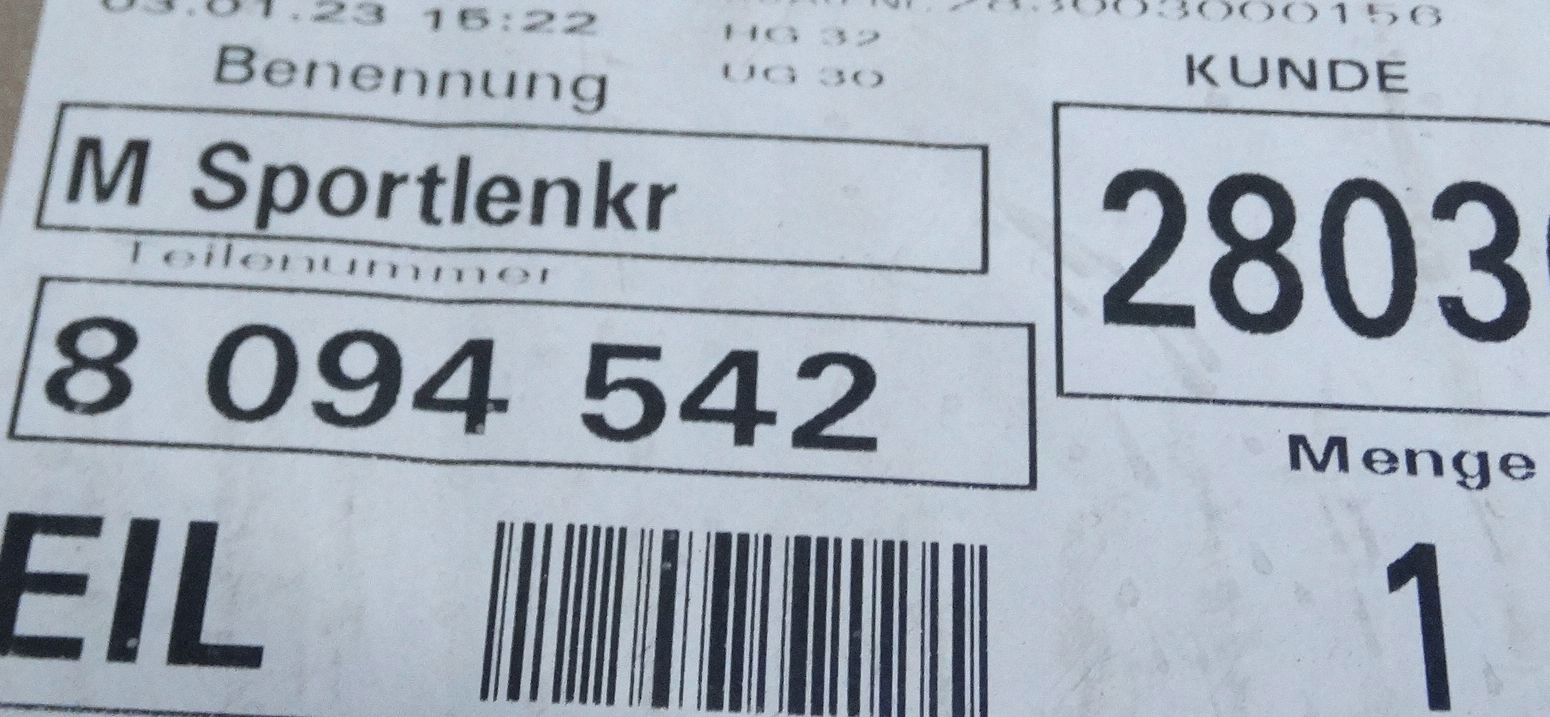 03.01.23 15:22
HG 32
UG 30
Benennung
M Sportlenkr
Teilenummer
8 094 542
KUNDE
2803
Menge
1
EIL